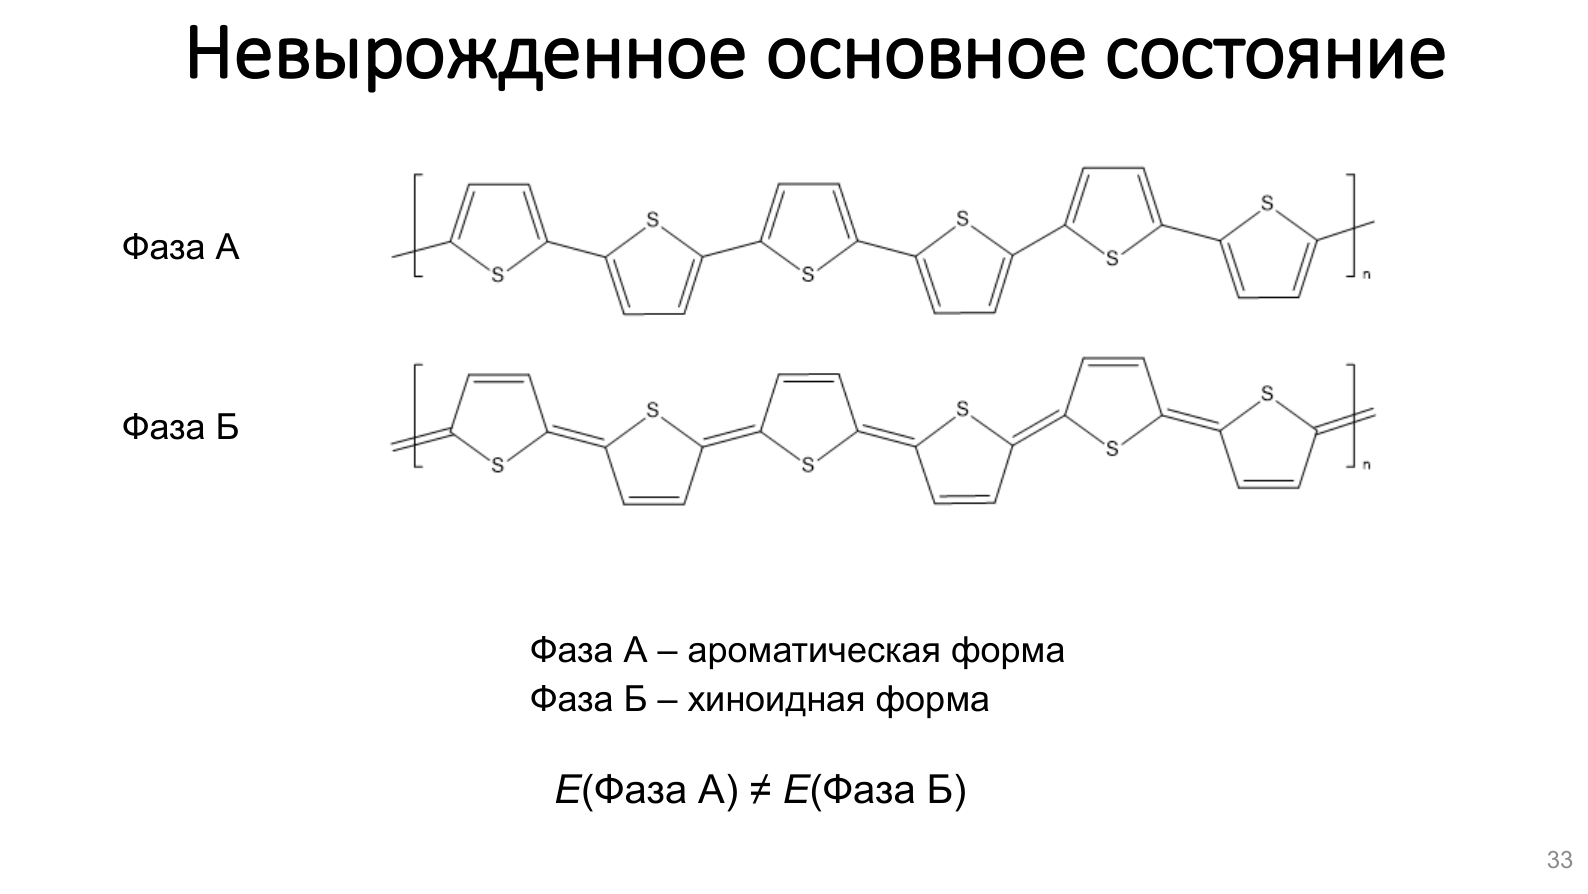 Невырожденное основное состояние
Фаза А
S S S S S S n
Фаза Б
S S S S S S n
Фаза А – ароматическая форма
Фаза Б – хиноидная форма
E(Фаза А) ≠ E(Фаза Б)
33